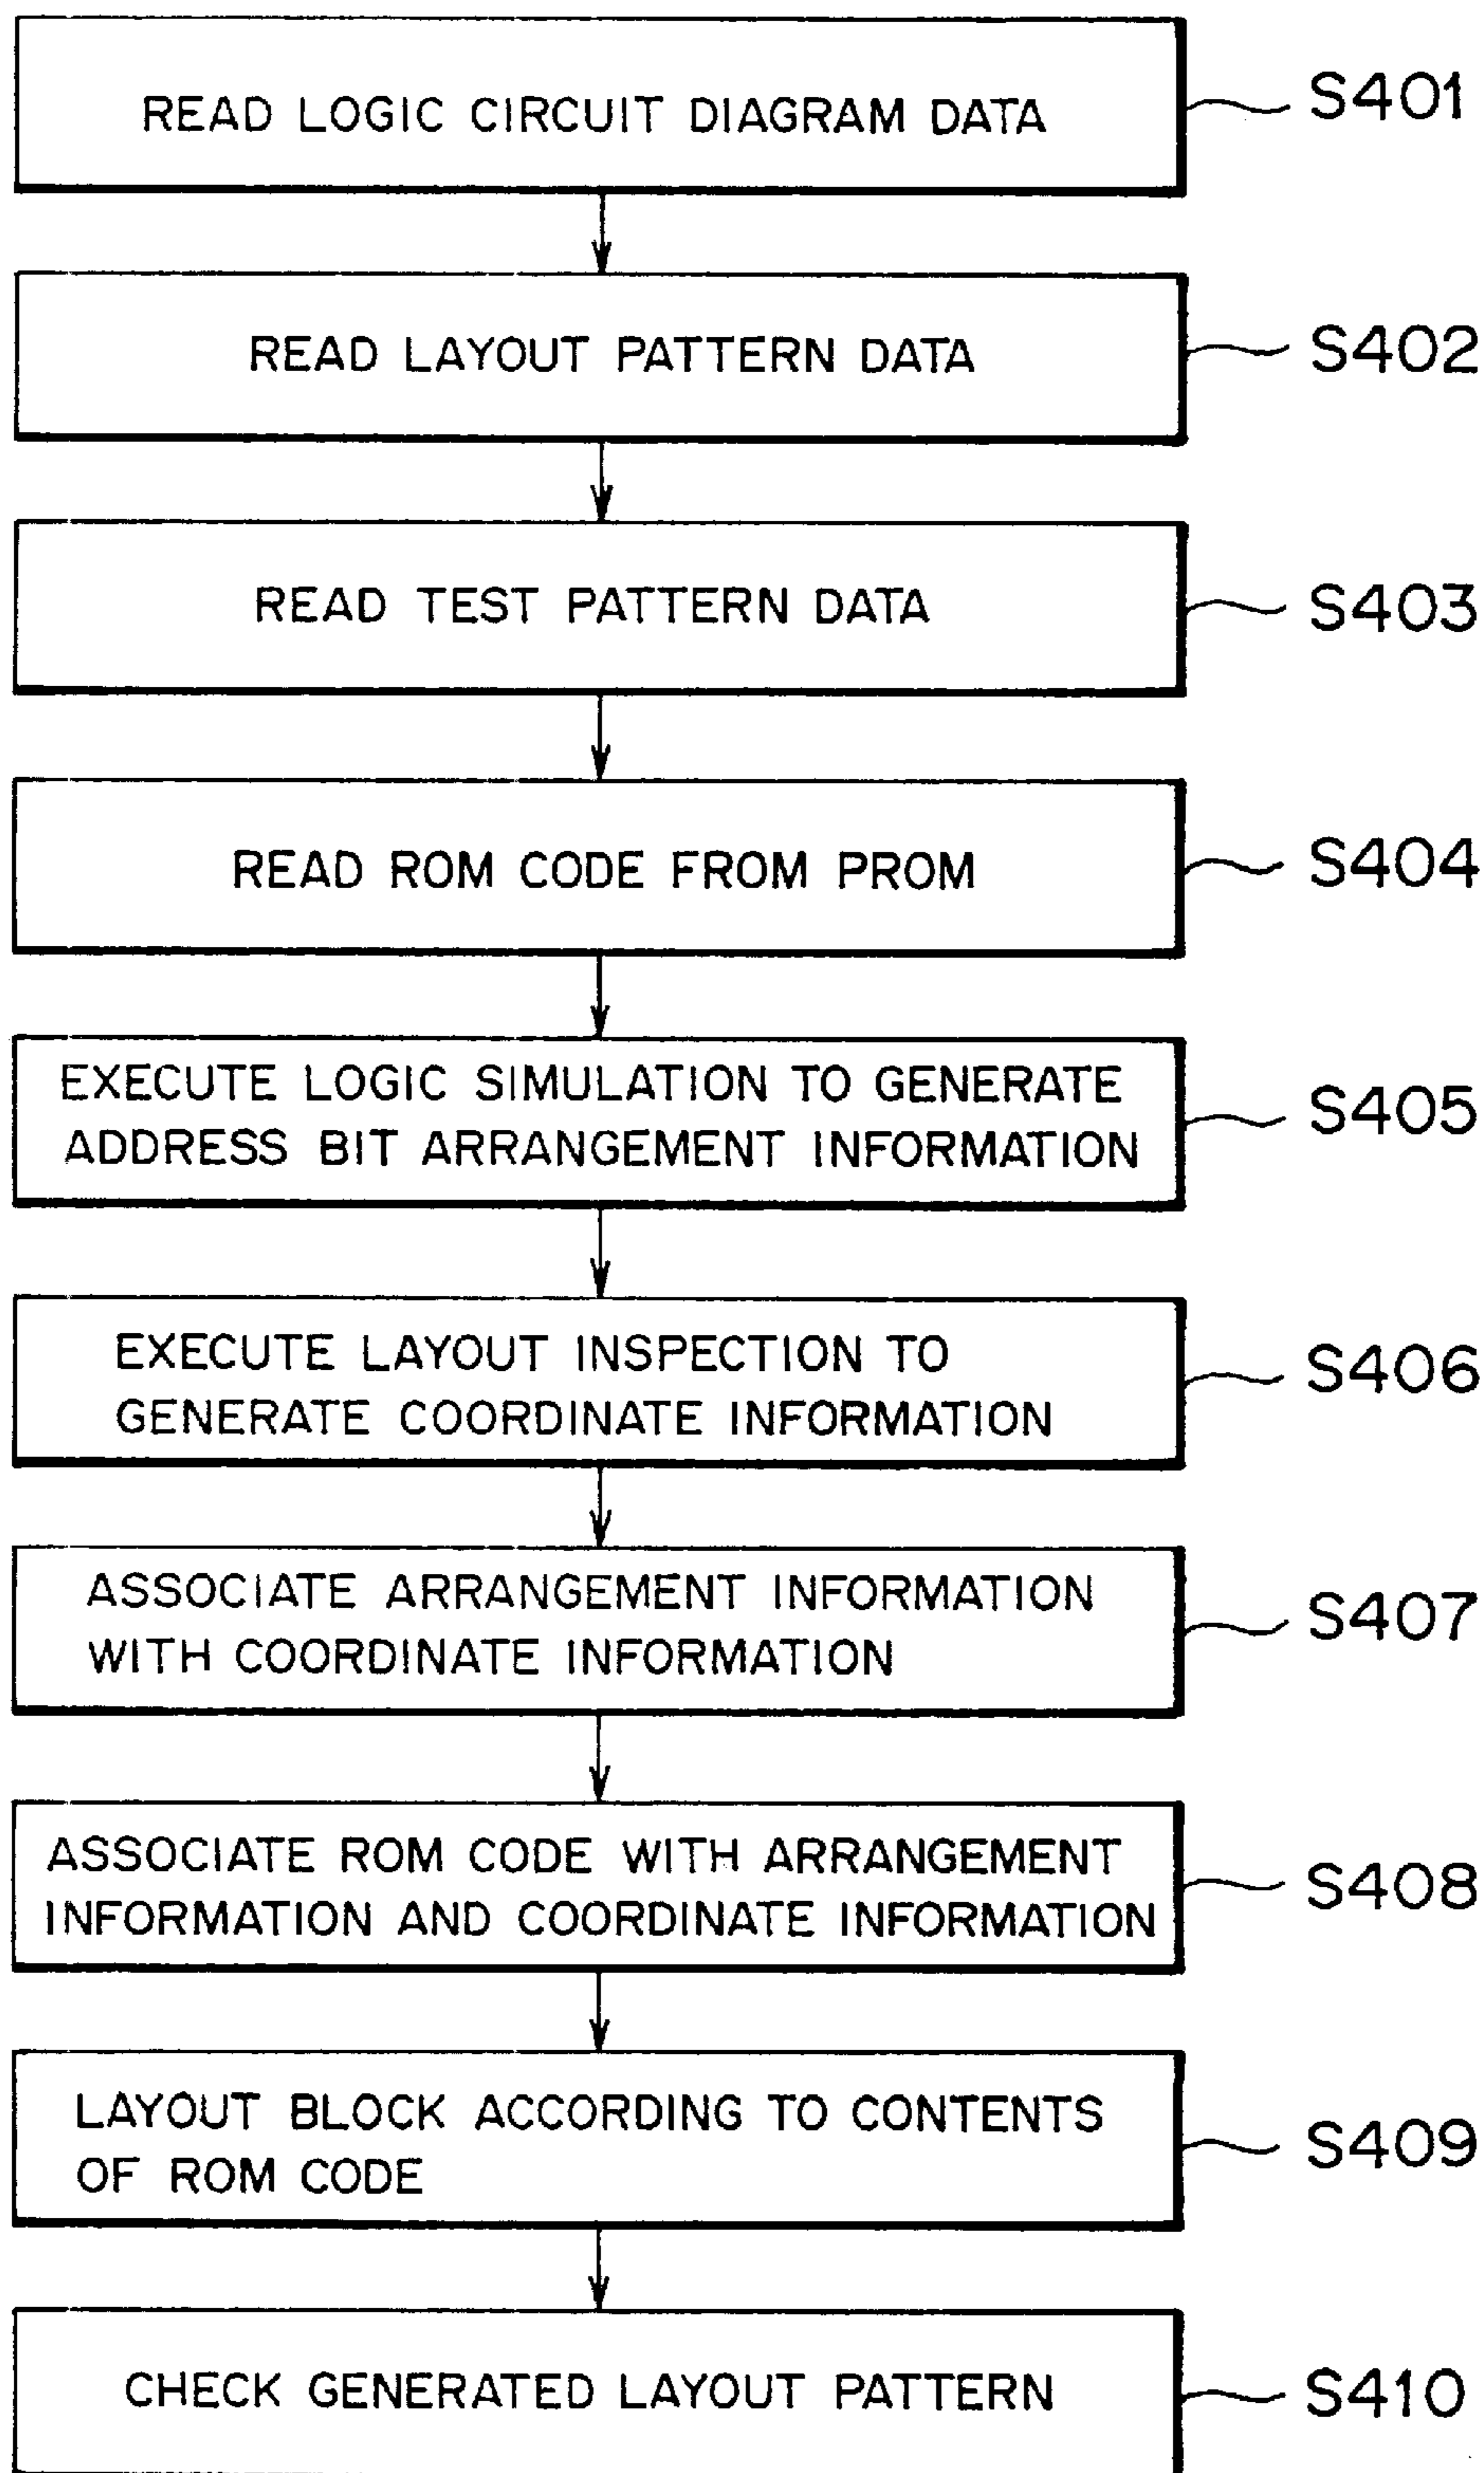 READ LOGIC CIRCUIT DIAGRAM DATA
S401
READ LAYOUT PATTERN DATA
S402
READ TEST PATTERN DATA
S403
READ ROM CODE FROM PROM
S404
EXECUTE LOGIC SIMULATION TO GENERATE
ADDRESS BIT ARRANGEMENT INFORMATION
S405
EXECUTE LAYOUT INSPECTION TO
GENERATE COORDINATE INFORMATION
S406
ASSOCIATE ARRANGEMENT INFORMATION
WITH COORDINATE INFORMATION
S407
ASSOCIATE ROM CODE WITH ARRANGEMENT
INFORMATION AND COORDINATE INFORMATION
S408
LAYOUT BLOCK ACCORDING TO CONTENTS
OF ROM CODE
S409
CHECK GENERATED LAYOUT PATTERN
S410